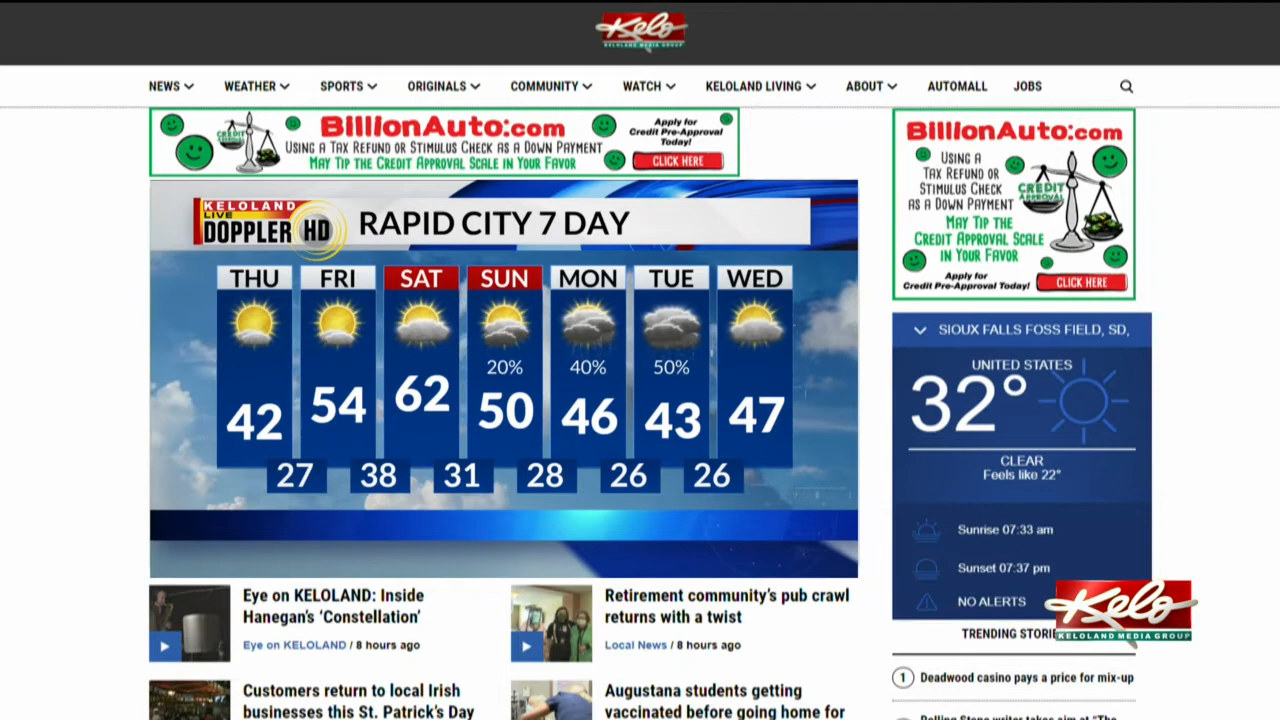 Kelo
KELOLAND MEDIA GROUP
NEWS WEATHER SPORTS ORIGINALS COMMUNITY WATCH KELOLAND LIVING ABOUT AUTOMALL JOBS
CREDIT
APPROVAL
BillionAuto:com
USING A TAX REFUND OR STIMULUS CHECK AS A DOWN PAYMENT
MAY TIP THE CREDIT APPROVAL SCALE IN YOUR FAVOR
Apply for
Credit Pre-Approval
Today!
CLICK HERE
BillionAuto:com
USING A
TAX REFUND OR
STIMULUS CHECK
AS A DOWN PAYMENT
CREDIT
APPROVAL
MAY TIP THE
CREDIT APPROVAL SCALE
IN YOUR FAVOR
Apply for
Credit Pre-Approval Today!
CLICK HERE
KELOLAND
LIVE
DOPPLER HD
RAPID CITY 7 DAY
THU FRI SAT SUN MON TUE WED
20% 40% 50%
42 54 62 50 46 43 47
27 38 31 28 26 26
SIOUX FALLS FOSS FIELD, SD,
UNITED STATES
32°
CLEAR
Feels like 22°
Sunrise 07:33 am
Sunset 07:37 pm
NO ALERTS
Eye on KELOLAND: Inside
Hanegan's ‘Constellation’
Eye on KELOLAND / 8 hours ago
Retirement community's pub crawl
returns with a twist
Local News / 8 hours ago
Customers return to local Irish
businesses this St. Patrick's Day
Augustana students getting
vaccinated before going home for
TRENDING
Kelo
KELOLAND MEDIA GROUP
1 Deadwood casino pays a price for mix-up
Rolling Stone writer takes aim at “The